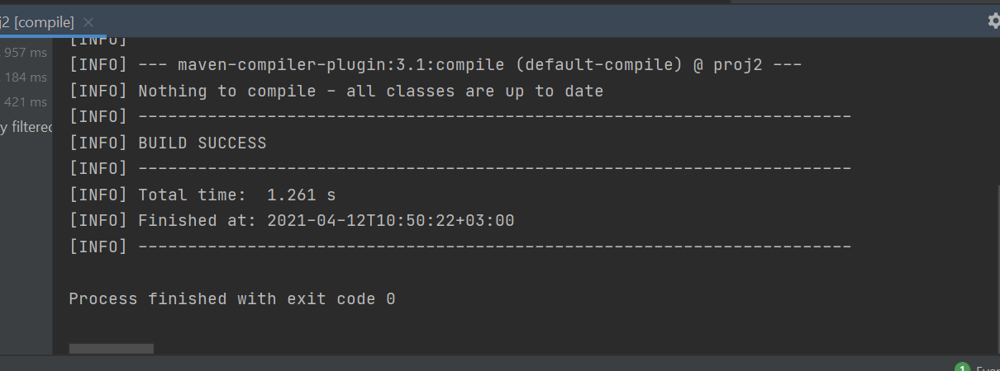 j2 [compile]
[INFO]
957 ms
[INFO] --- maven-compiler-plugin:3.1:compile (default-compile) @ proj2 ---
184 ms
[INFO] Nothing to compile - all classes are up to date
421 ms
[INFO] ------------------------------------------------------------------------
y filtered
[INFO] BUILD SUCCESS
[INFO] ------------------------------------------------------------------------
[INFO] Total time:  1.261 s
[INFO] Finished at: 2021-04-12T10:50:22+03:00
[INFO] ------------------------------------------------------------------------
Process finished with exit code 0
1